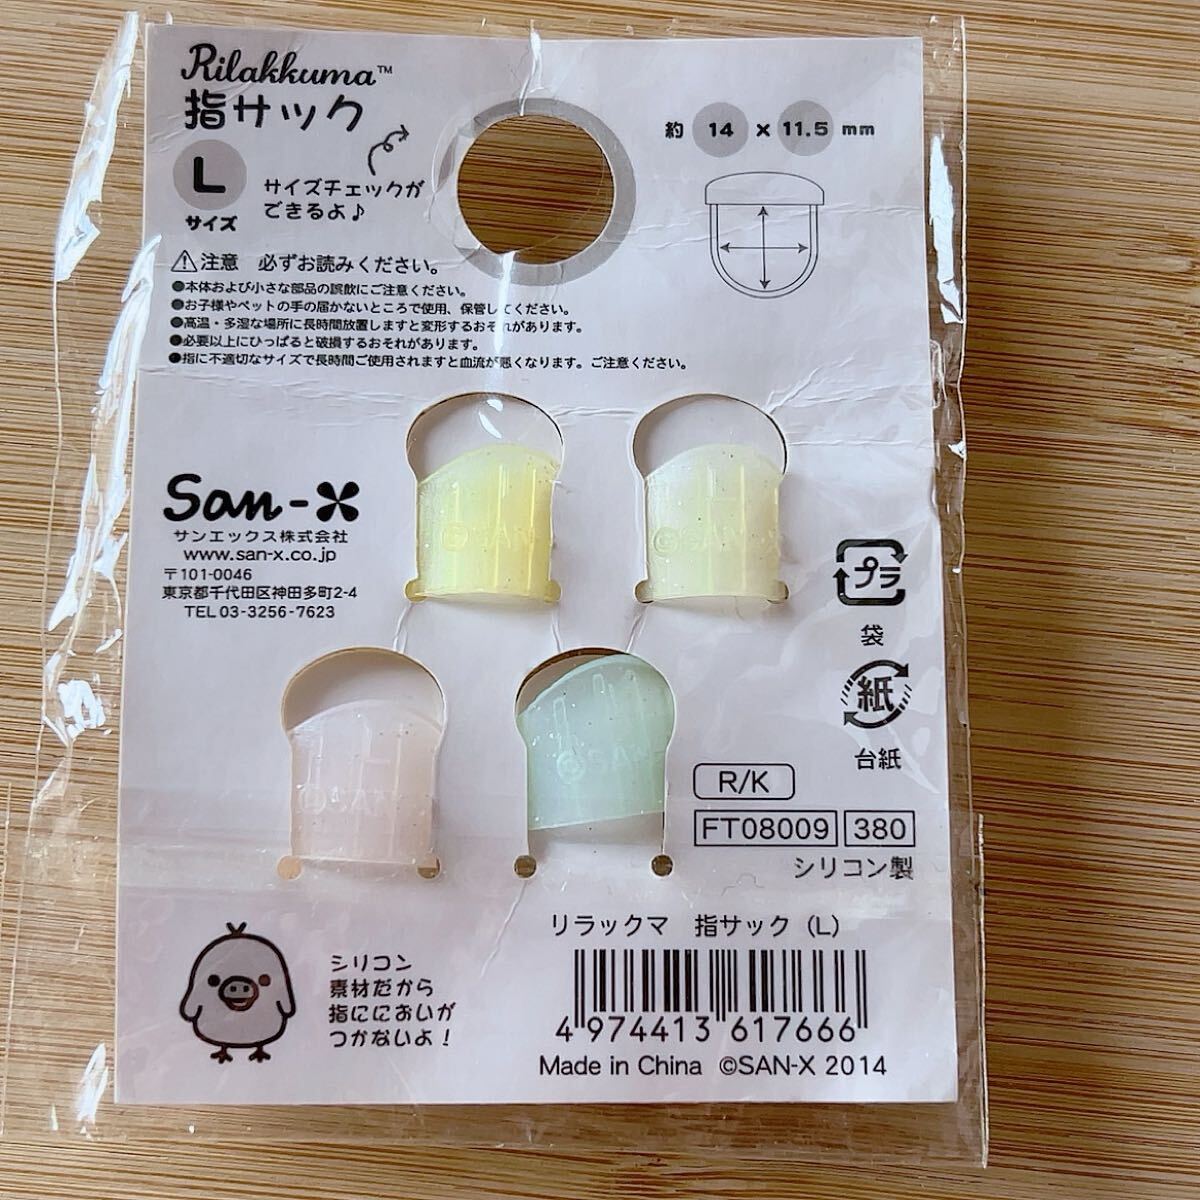 Rilakkuma™
指サック
L
サイズ
サイズチェックが
できるよ♪
約 14 × 11.5 mm
⚠注意　必ずお読みください。
●本体および小さな部品の誤飲にご注意ください。
●お子様やペットの手の届かないところで使用、保管してください。
●高温・多湿な場所に長時間放置しますと変形するおそれがあります。
●必要以上にひっぱると破損するおそれがあります。
●指に不適切なサイズで長時間ご使用されますと血流が悪くなります。ご注意ください。
©SAN-
©SAN-X
San-X
サンエックス株式会社
www.san-x.co.jp
〒101-0046
東京都千代田区神田多町2-4
TEL 03-3256-7623
プラ
袋
紙
台紙
©SAN-
R/K
FT08009 380
シリコン製
リラックマ　指サック（L）
4 974413 617666
Made in China ©SAN-X 2014
シリコン
素材だから
指ににおいが
つかないよ！